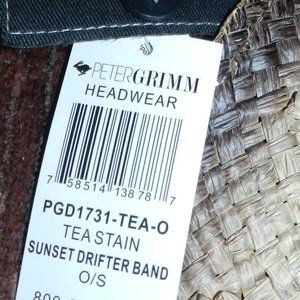 PETERGRIMM
HEADWEAR
7 58514 13878 7
PGD1731-TEA-O
TEA STAIN
SUNSET DRIFTER BAND
O/S